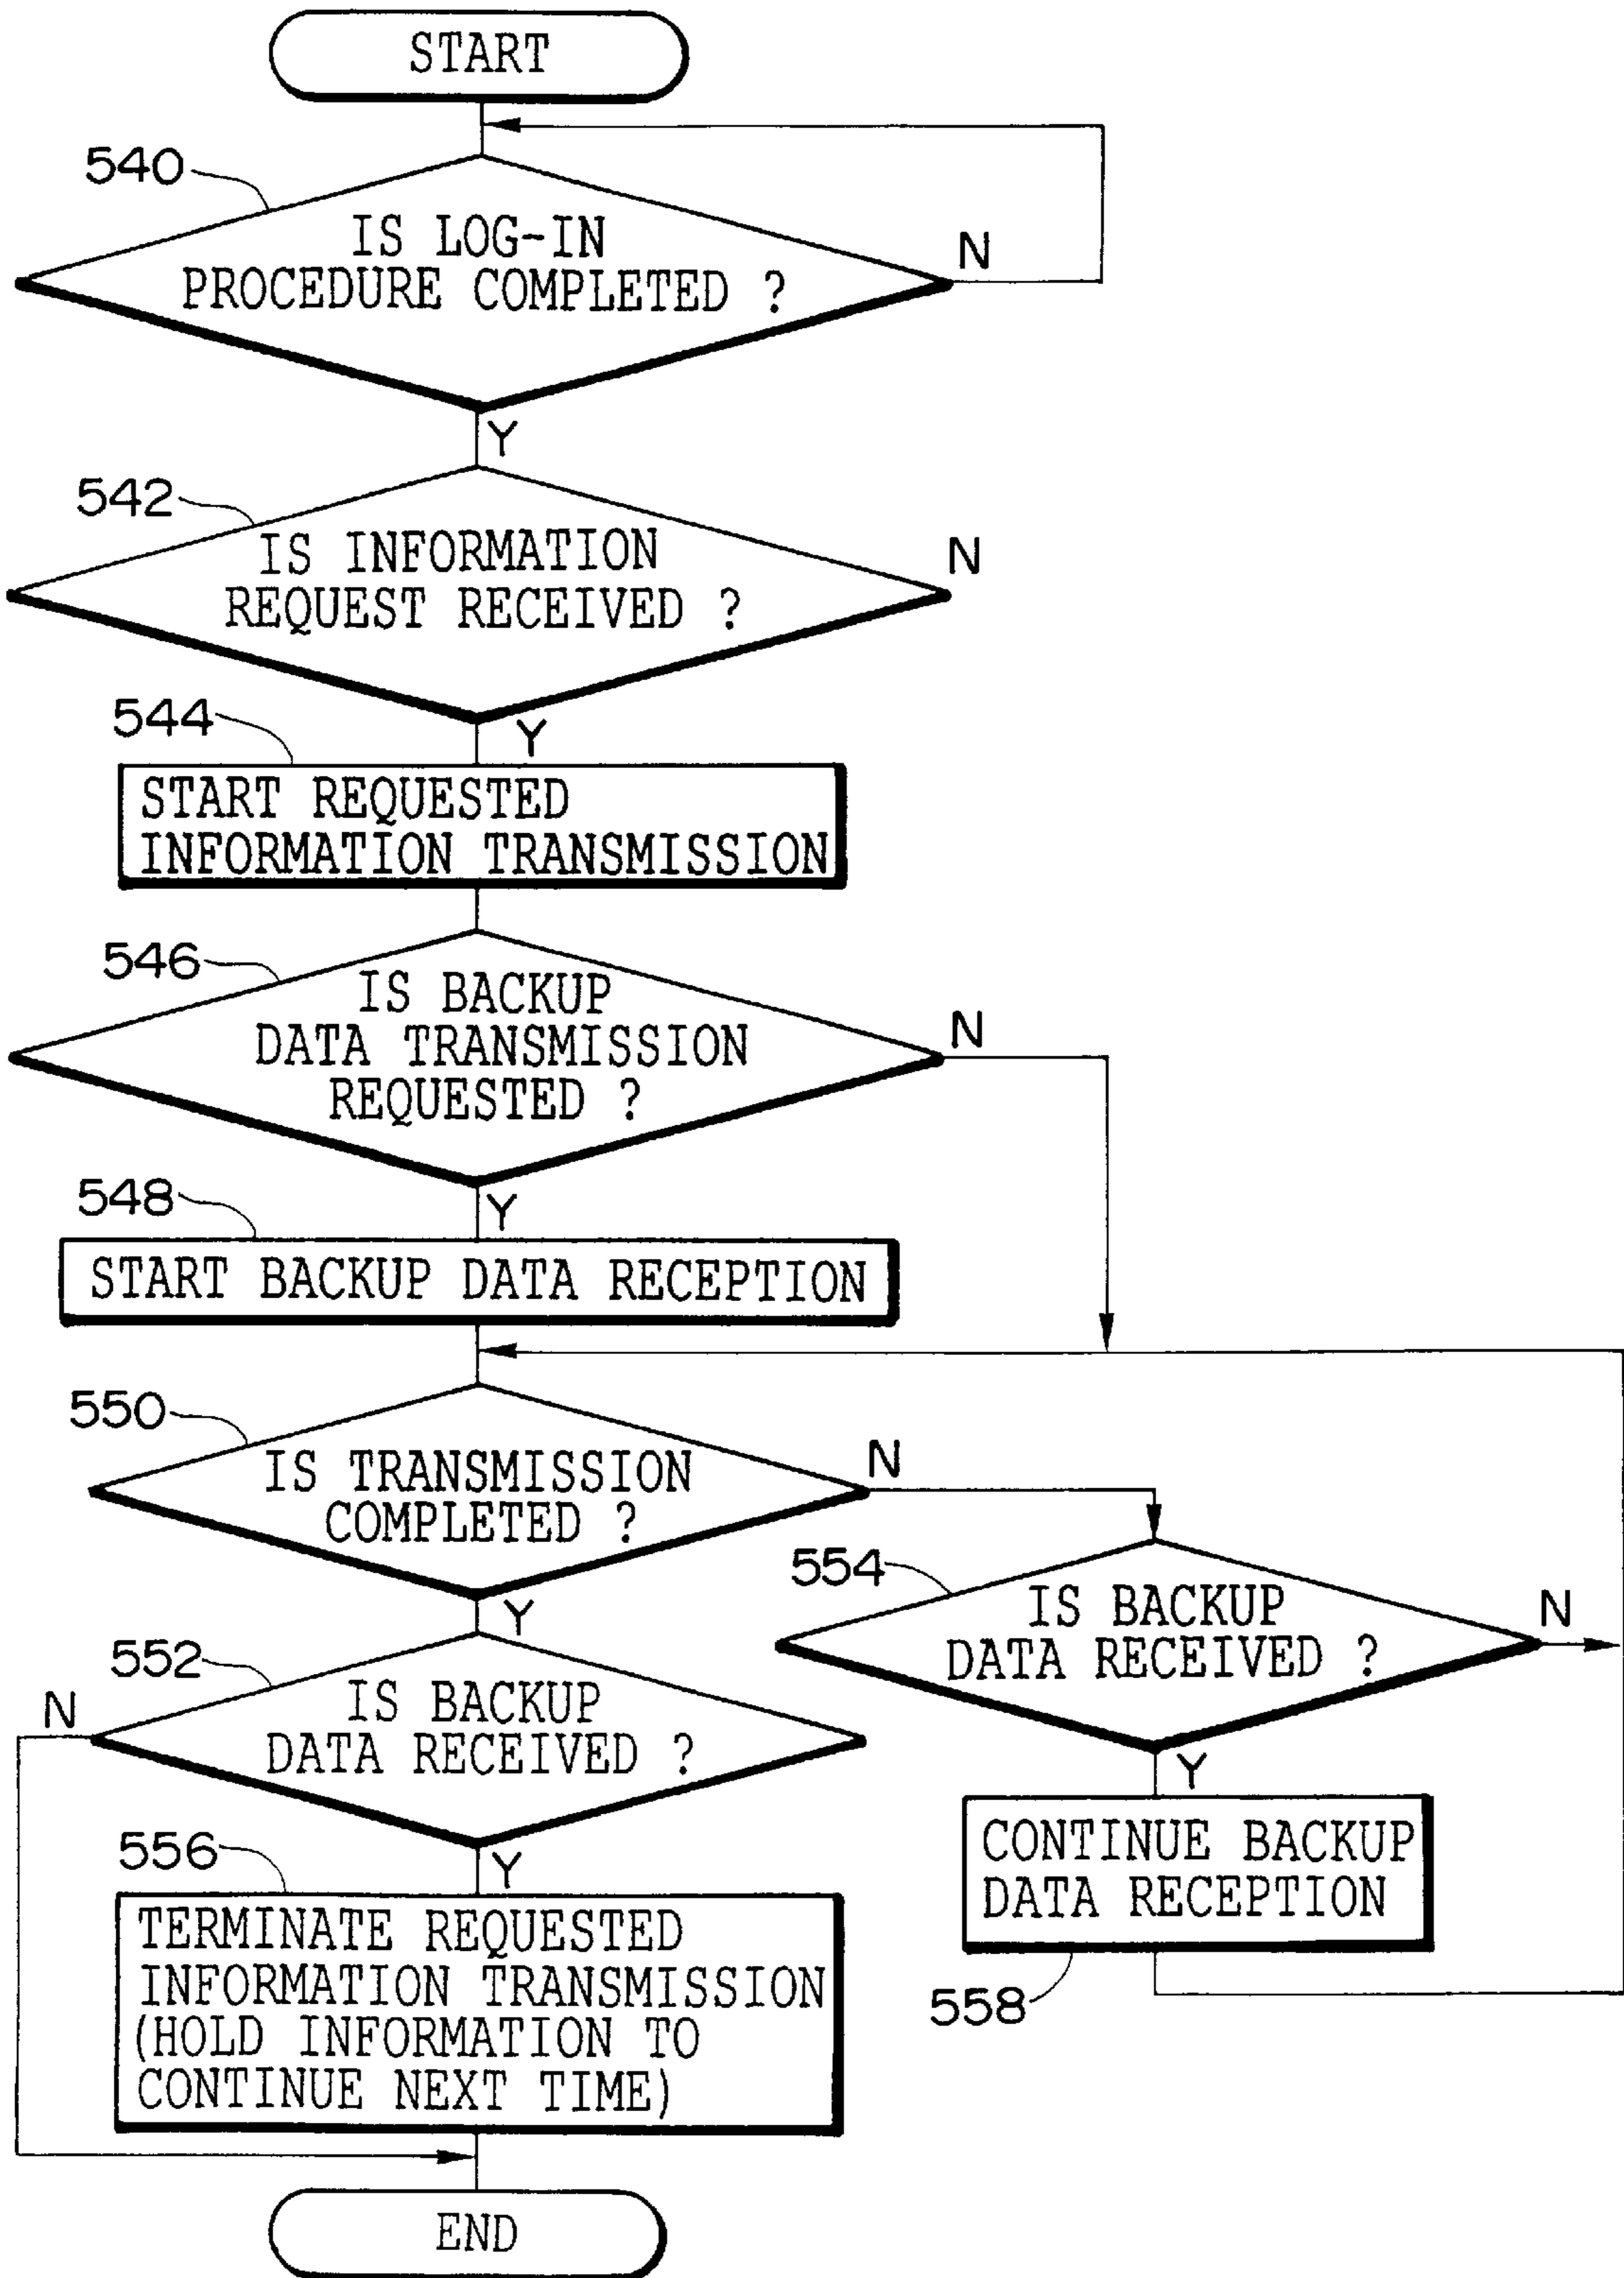 START
540
IS LOG-IN
PROCEDURE COMPLETED ?
N
Y
542
IS INFORMATION
REQUEST RECEIVED ?
N
Y
544
START REQUESTED
INFORMATION TRANSMISSION
546
IS BACKUP
DATA TRANSMISSION
REQUESTED ?
N
Y
548
START BACKUP DATA RECEPTION
550
IS TRANSMISSION
COMPLETED ?
N
Y
554
IS BACKUP
DATA RECEIVED ?
N
Y
552
IS BACKUP
DATA RECEIVED ?
N
Y
CONTINUE BACKUP
DATA RECEPTION
558
556
TERMINATE REQUESTED
INFORMATION TRANSMISSION
(HOLD INFORMATION TO
CONTINUE NEXT TIME)
END